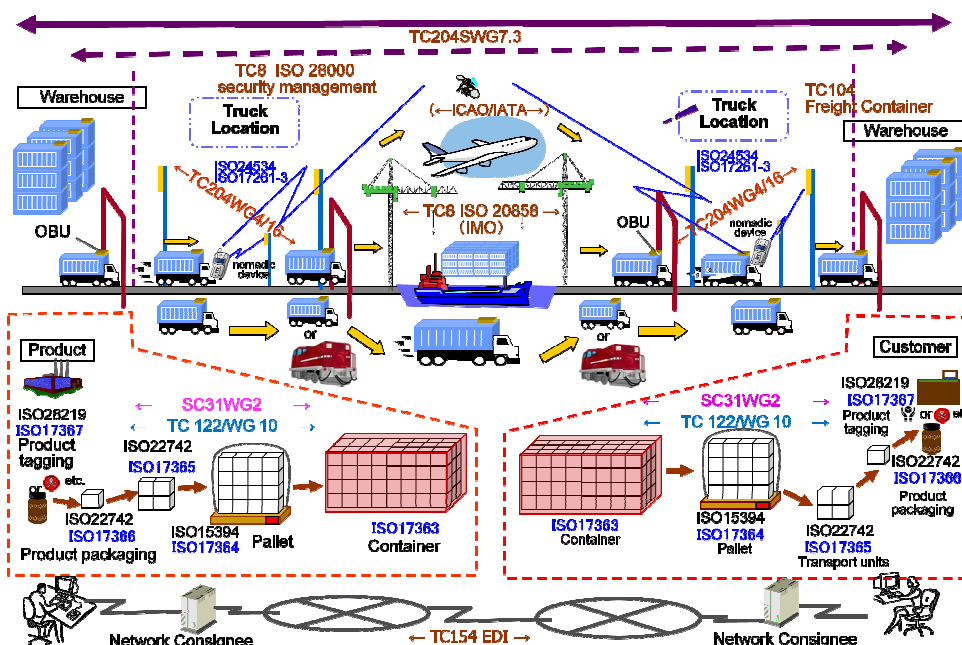 TC204SWG7.3
TC8 ISO 28000
security management
(←ICAO/IATA→)
TC104
Freight Container
Warehouse
Truck
Location
Truck
Location
Warehouse
ISO24534
ISO17261-3
TC204WG4/16
ISO24534
ISO17261-3
TC204WG4/16
← TC8 ISO 20858 →
(IMO)
OBU
nomadic
device
OBU
nomadic
device
or
or
Product
ISO28219
ISO17367
Product
tagging
or
etc.
← SC31WG2 →
← TC 122/WG 10 →
ISO22742
ISO17365
ISO22742
ISO17366
Product packaging
ISO15394
ISO17364
Pallet
ISO17363
Container
Customer
ISO28219
ISO17367
Product
tagging
or
etc
← SC31WG2 →
← TC 122/WG 10 →
ISO17363
Container
ISO15394
ISO17364
Pallet
ISO22742
ISO17365
Transport units
ISO22742
ISO17366
Product
packaging
Network Consignee
← TC154 EDI →
Network Consignee